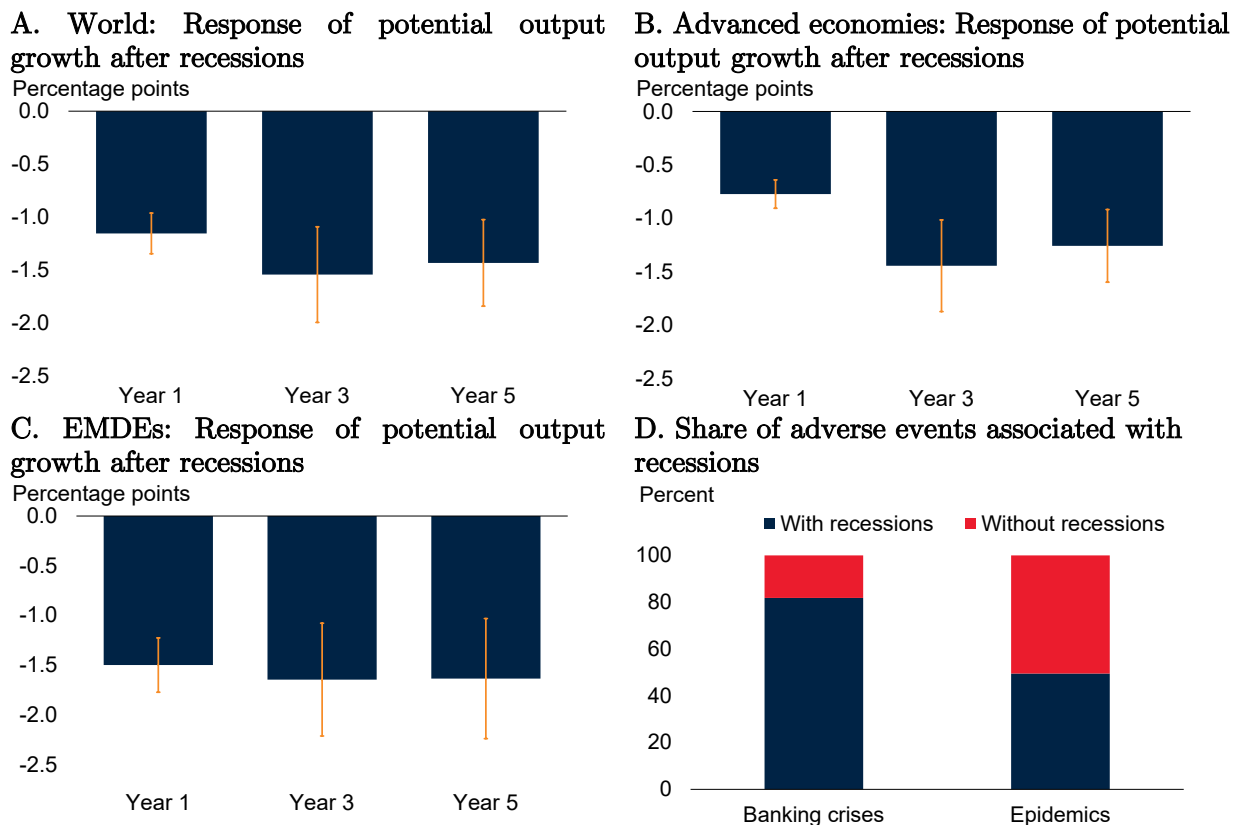 A. World: Response of potential output
growth after recessions
Percentage points
0.0
-0.5
-1.0
-1.5
-2.0
-2.5
Year 1 Year 3 Year 5
B. Advanced economies: Response of potential
output growth after recessions
Percentage points
0.0
-0.5
-1.0
-1.5
-2.0
-2.5
Year 1 Year 3 Year 5
C. EMDEs: Response of potential output
growth after recessions
Percentage points
0.0
-0.5
-1.0
-1.5
-2.0
-2.5
Year 1 Year 3 Year 5
D. Share of adverse events associated with
recessions
Percent
With recessions Without recessions
100
80
60
40
20
0
Banking crises Epidemics